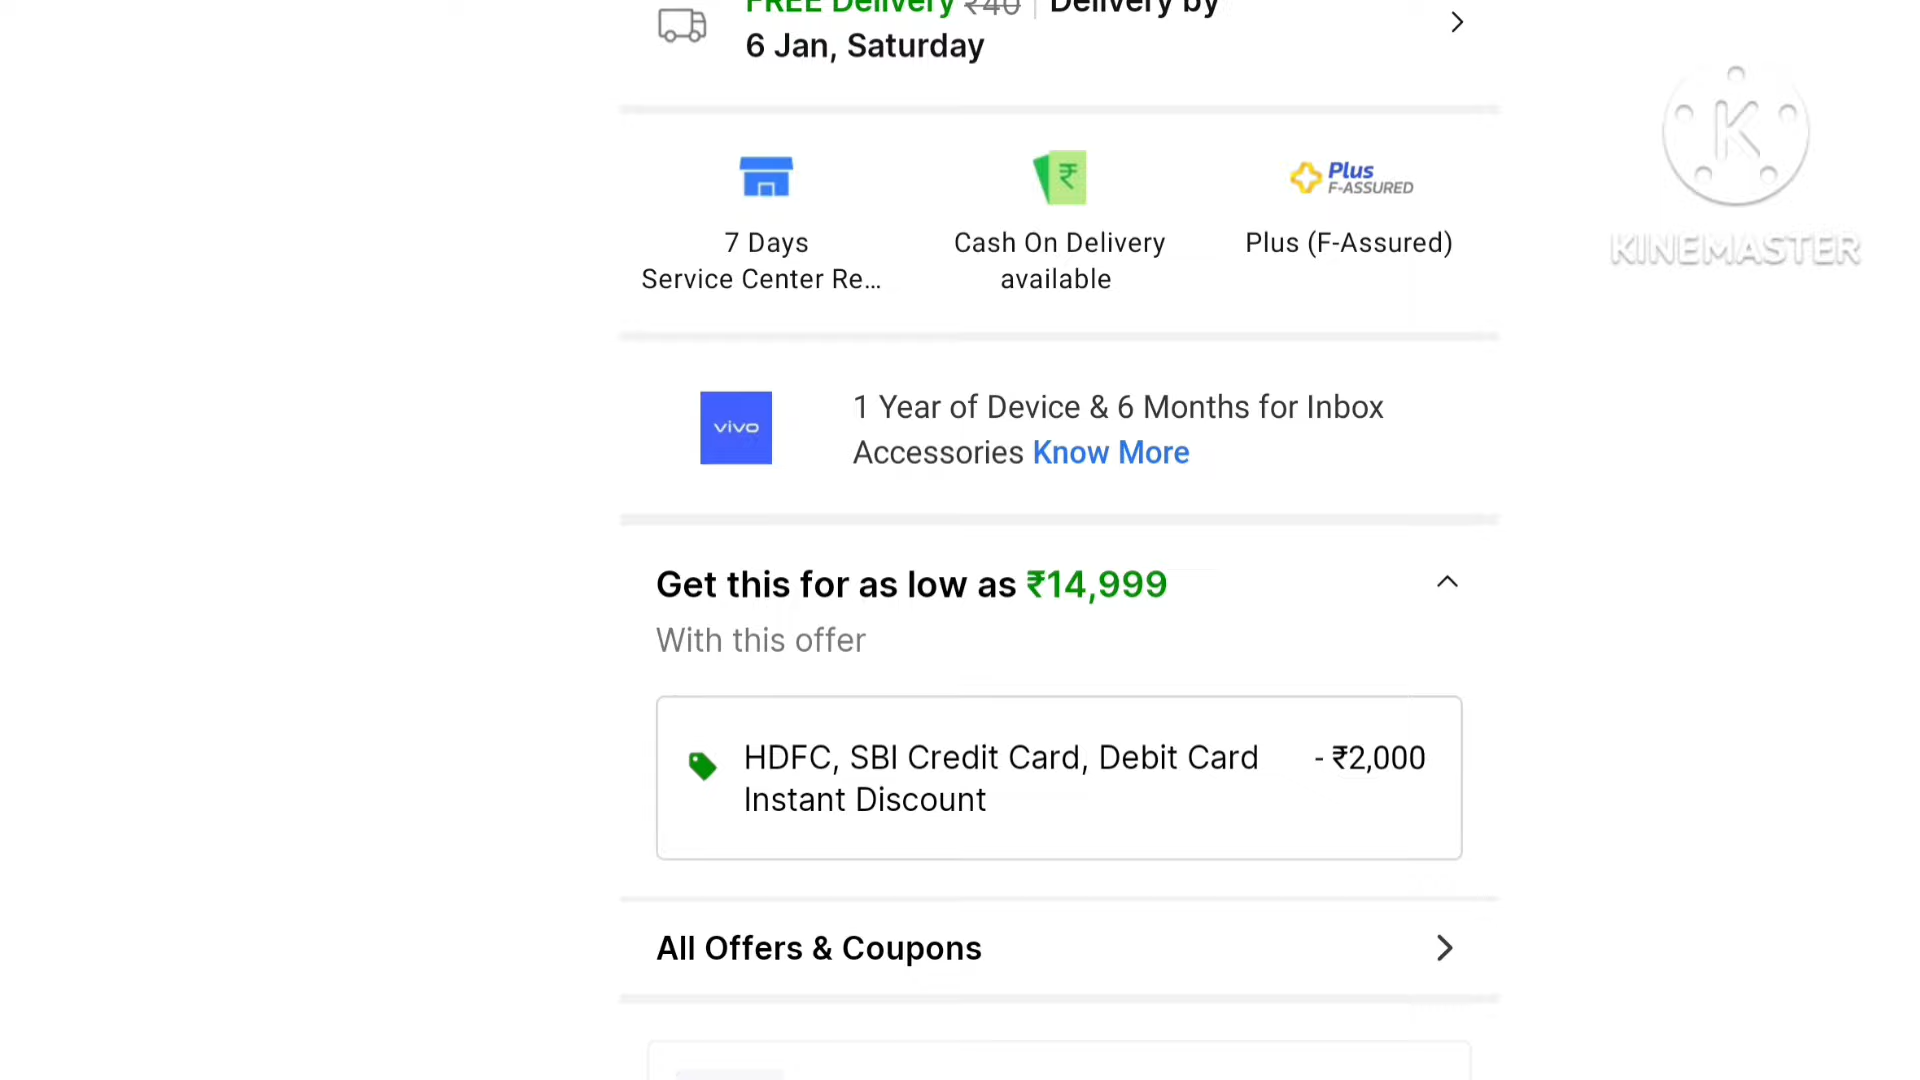 FREE Delivery ₹40 Delivery by
6 Jan, Saturday
K
KINEMASTER
₹
Plus
F-ASSURED
7 Days
Service Center Re...
Cash On Delivery
available
Plus (F-Assured)
vivo
1 Year of Device & 6 Months for Inbox
Accessories Know More
Get this for as low as ₹14,999
With this offer
HDFC, SBI Credit Card, Debit Card - ₹2,000
Instant Discount
All Offers & Coupons